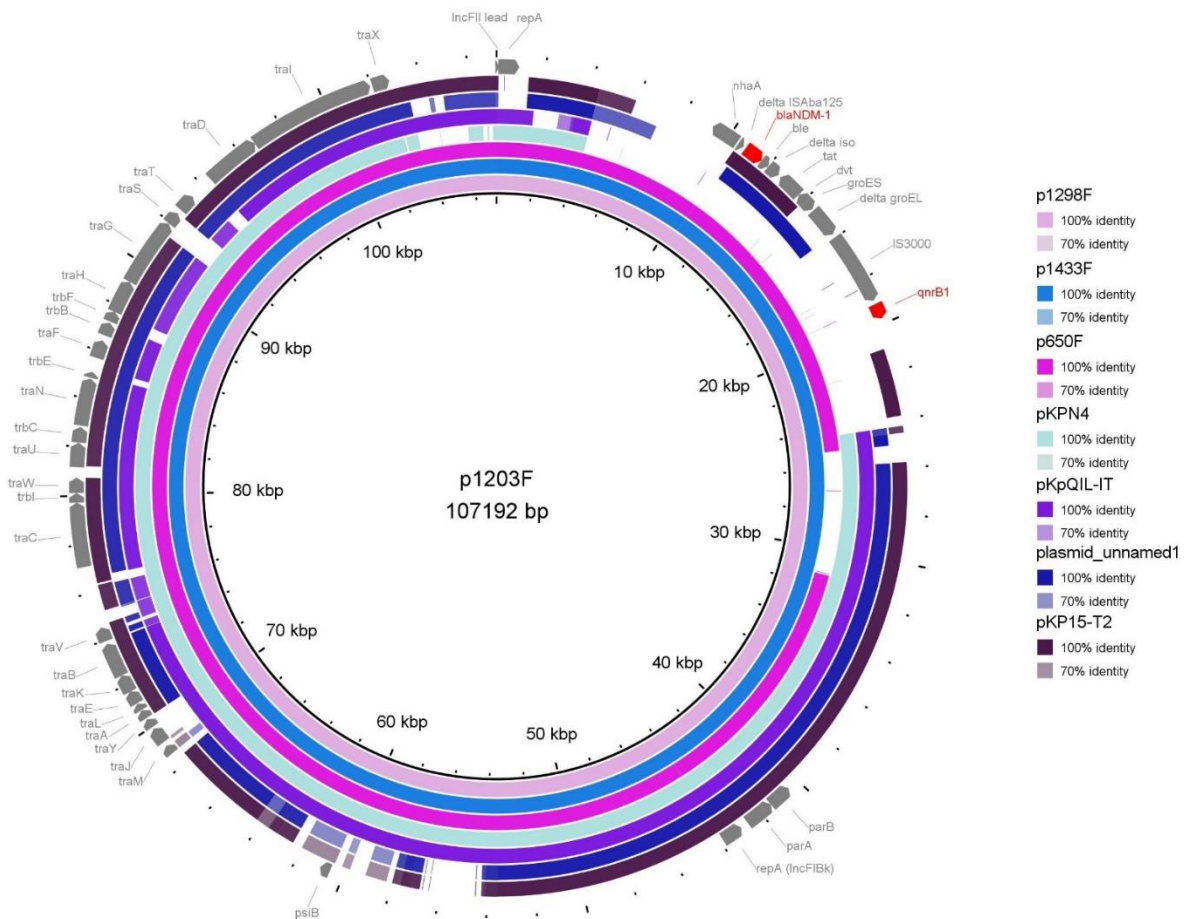 IncFII lead
repA
nhaA
delta ISAba125
blaNDM-1
ble
delta iso
tat
dvt
groES
delta groEL
IS3000
qnrB1
parB
parA
repA (IncFIBk)
psiB
traM
traJ
traY
traA
traL
traE
traK
traB
traV
traC
trbI
traW
traU
trbC
traN
trbE
traF
trbB
trbF
traH
traG
traS
traT
traD
traI
traX
10 kbp
20 kbp
30 kbp
40 kbp
50 kbp
60 kbp
70 kbp
80 kbp
90 kbp
100 kbp
p1203F
107192 bp
p1298F
100% identity
70% identity
p1433F
100% identity
70% identity
p650F
100% identity
70% identity
pKPN4
100% identity
70% identity
pKpQIL-IT
100% identity
70% identity
plasmid_unnamed1
100% identity
70% identity
pKP15-T2
100% identity
70% identity